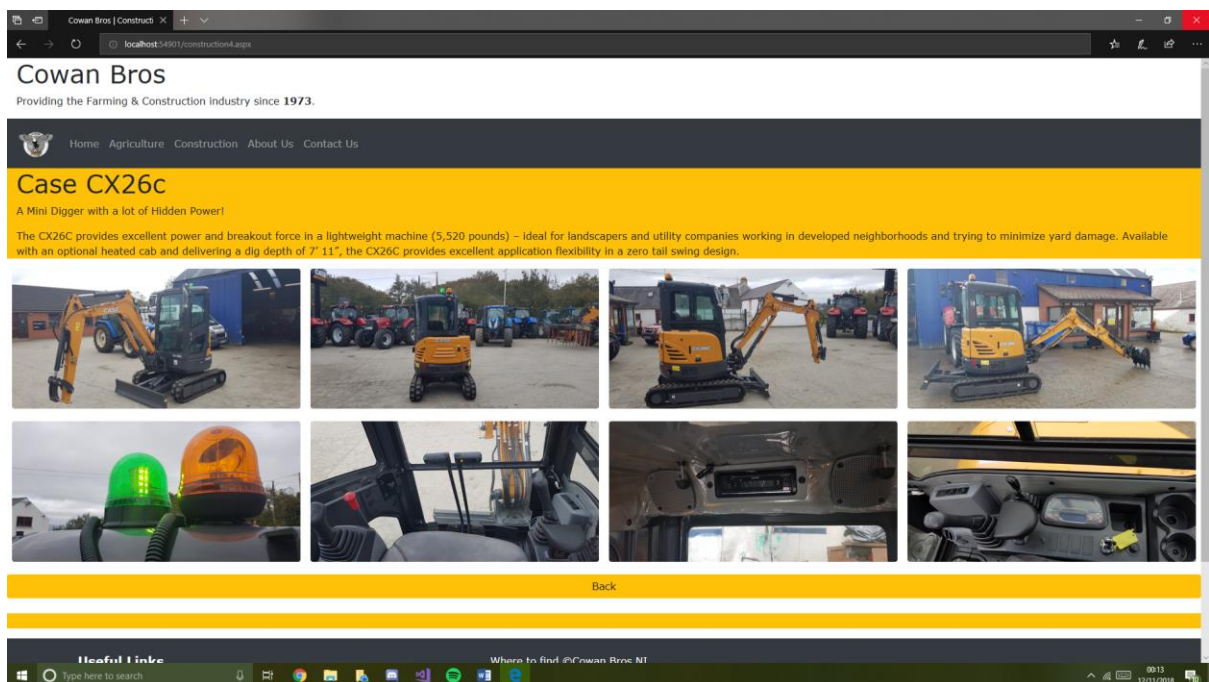 Cowan Bros | Constructi
localhost:54901/construction4.aspx
Cowan Bros
Providing the Farming & Construction industry since 1973.
Home Agriculture Construction About Us Contact Us
Case CX26c
A Mini Digger with a lot of Hidden Power!
The CX26C provides excellent power and breakout force in a lightweight machine (5,520 pounds) – ideal for landscapers and utility companies working in developed neighborhoods and trying to minimize yard damage. Available
with an optional heated cab and delivering a dig depth of 7' 11”, the CX26C provides excellent application flexibility in a zero tail swing design.
CASE
Back
Useful Links
Where to find ©Cowan Bros NI
Type here to search
00:13
12/11/2018